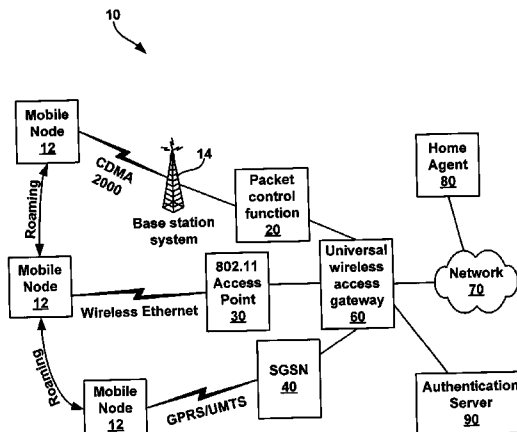 10
Mobile
Node
12
CDMA
2000
14
Base station
system
Packet
control
function
20
Home
Agent
80
Roaming
Mobile
Node
12
Wireless Ethernet
802.11
Access
Point
30
Universal
wireless
access
gateway
60
Network
70
Roaming
Mobile
Node
12
GPRS/UMTS
SGSN
40
Authentication
Server
90